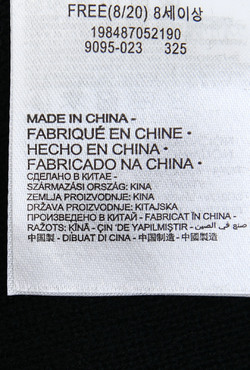 FREE(8/20) 8세이상
198487052190
9095-023 325
MADE IN CHINA -
FABRIQUÉ EN CHINE •
HECHO EN CHINA •
FABRICADO NA CHINA •
СДЕЛАНО В КИТАЕ -
SZÁRMAZÁSI ORSZÁG: KINA
ZEMLJA PROIZVODNJE: KINA
DRŽAVA PROIZVODNJE: KITAJSKA
ПРОИЗВЕДЕНО В КИТАЙ - FABRICAT ÎN CHINA -
RAŽOTS: ĶĪNĀ - ÇIN 'DE YAPILMIŞTIR - صنع في الصين
中国製 - DIBUAT DI CINA - 中国制造 - 中國製造